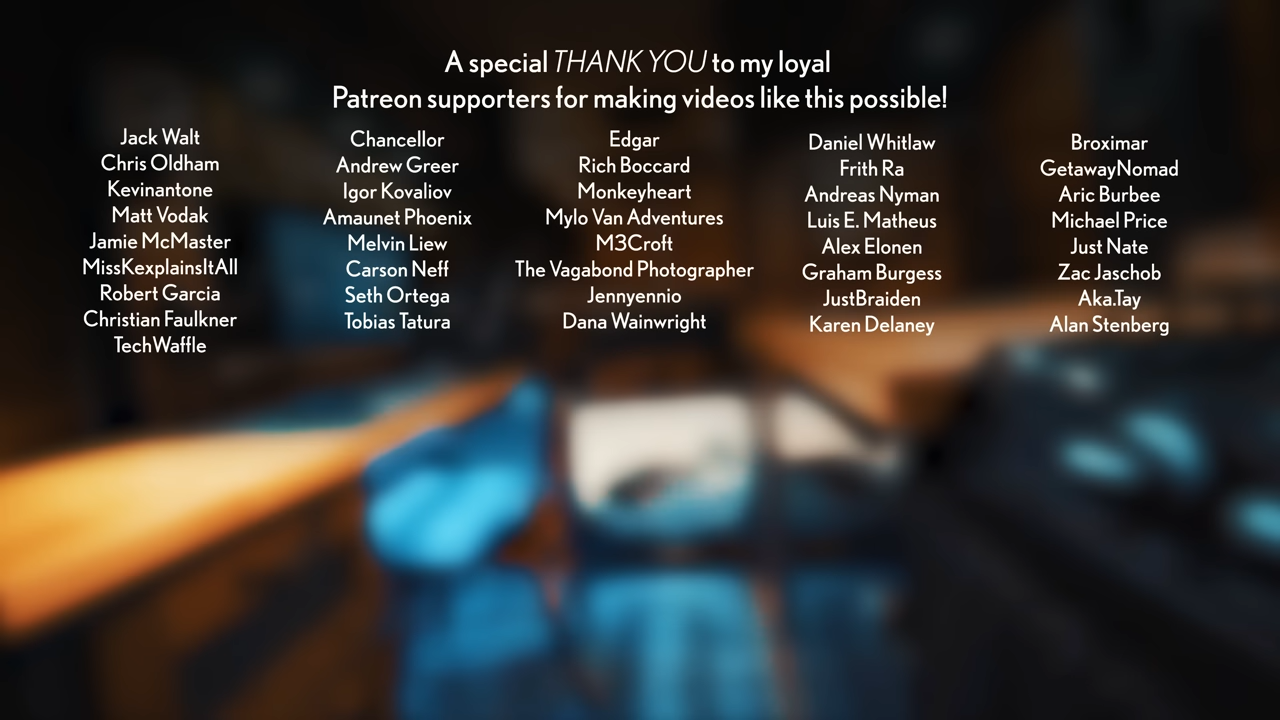 A special THANK YOU to my loyal
Patreon supporters for making videos like this possible!
Jack Walt
Chris Oldham
Kevinantone
Matt Vodak
Jamie McMaster
MissKexplainsItAll
Robert Garcia
Christian Faulkner
TechWaffle
Chancellor
Andrew Greer
Igor Kovaliov
Amaunet Phoenix
Melvin Liew
Carson Neff
Seth Ortega
Tobias Tatura
Edgar
Rich Boccard
Monkeyheart
Mylo Van Adventures
M3Croft
The Vagabond Photographer
Jennyennio
Dana Wainwright
Daniel Whitlaw
Frith Ra
Andreas Nyman
Luis E. Matheus
Alex Elonen
Graham Burgess
JustBraiden
Karen Delaney
Broximar
GetawayNomad
Aric Burbee
Michael Price
Just Nate
Zac Jaschob
Aka.Tay
Alan Stenberg